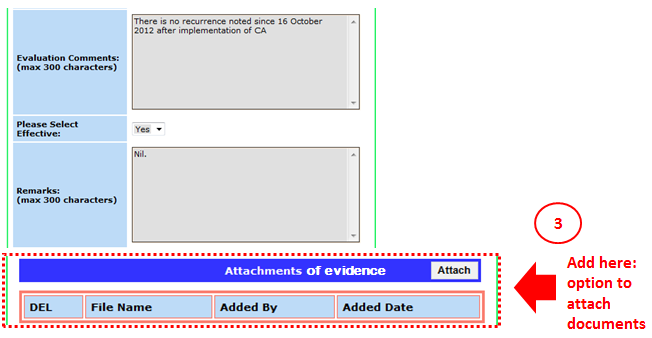 There is no recurrence noted since 16 October
2012 after implementation of CA
Evaluation Comments:
(max 300 characters)
Please Select
Effective:
Yes
Nil.
Remarks:
(max 300 characters)
3
Add here:
option to
attach
documents
Attachments of evidence
Attach
DEL
File Name
Added By
Added Date